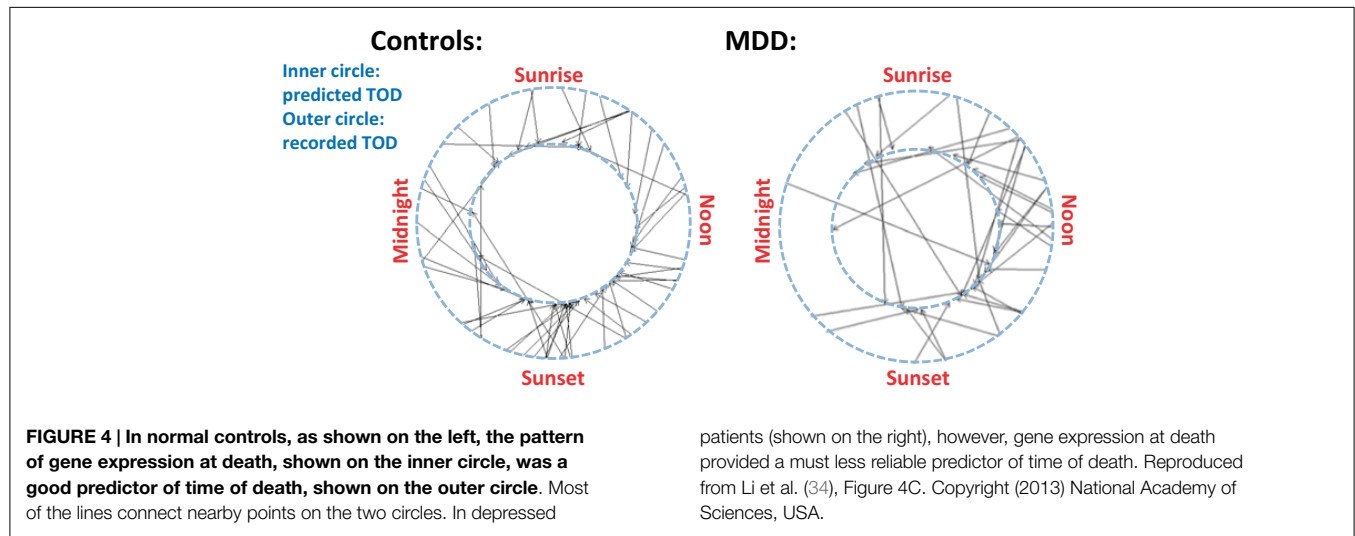 Controls:
MDD:
Inner circle:
predicted TOD
Outer circle:
recorded TOD
Sunrise
Midnight
Noon
Sunset
Sunrise
Midnight
Noon
Sunset
FIGURE 4 | In normal controls, as shown on the left, the pattern
of gene expression at death, shown on the inner circle, was a
good predictor of time of death, shown on the outer circle. Most
of the lines connect nearby points on the two circles. In depressed
patients (shown on the right), however, gene expression at death
provided a must less reliable predictor of time of death. Reproduced
from Li et al. (34), Figure 4C. Copyright (2013) National Academy of
Sciences, USA.